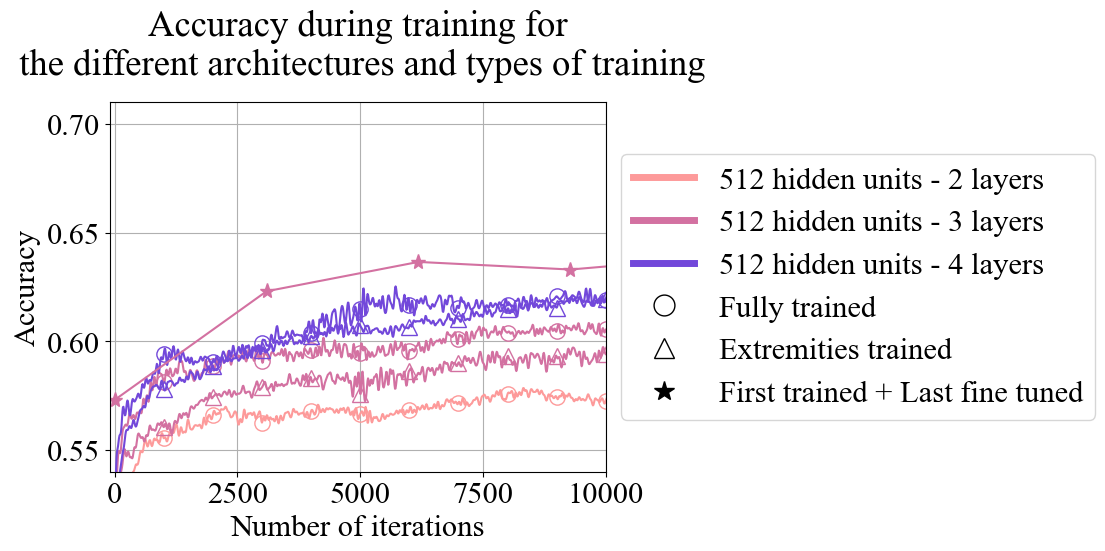 Accuracy during training for
the different architectures and types of training
0.70
0.65
0.60
0.55
Accuracy
0
2500
5000
7500
10000
Number of iterations
512 hidden units - 2 layers
512 hidden units - 3 layers
512 hidden units - 4 layers
Fully trained
Extremities trained
First trained + Last fine tuned